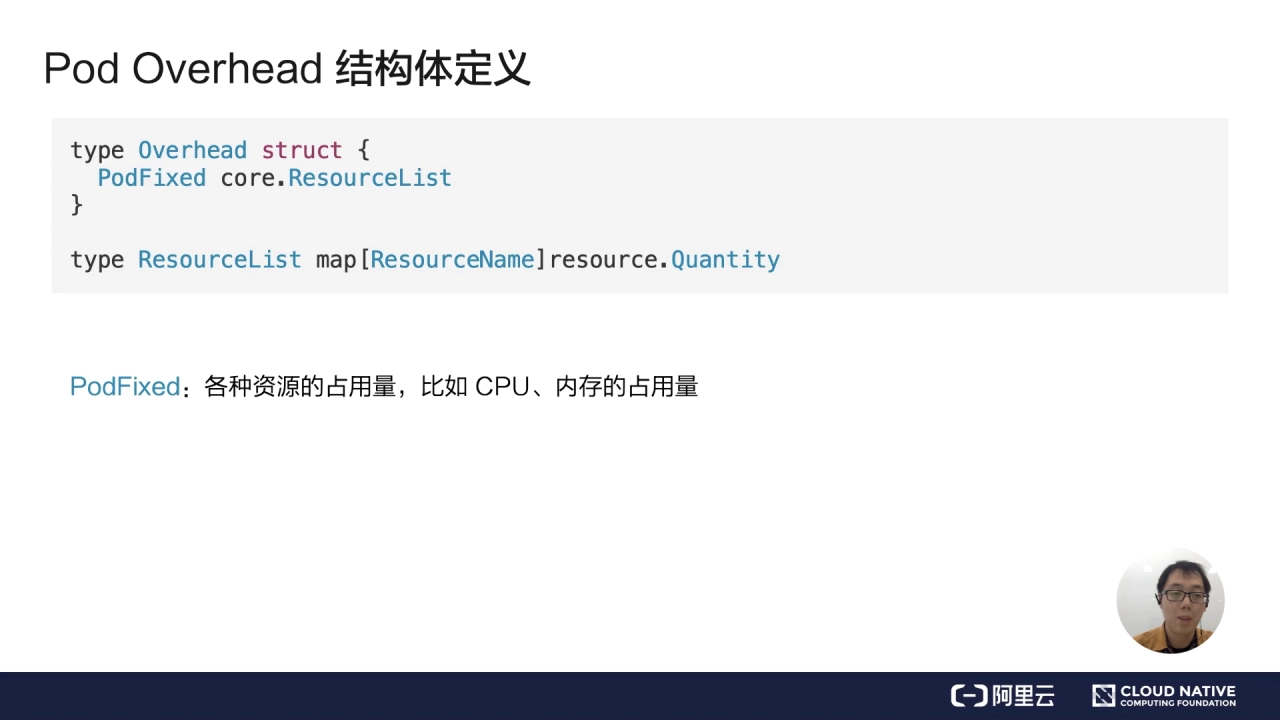 Pod Overhead 结构体定义
type Overhead struct {
  PodFixed core.ResourceList
}
type ResourceList map[ResourceName]resource.Quantity
PodFixed：各种资源的占用量，比如 CPU、内存的占用量
阿里云
CLOUD NATIVE
COMPUTING FOUNDATION